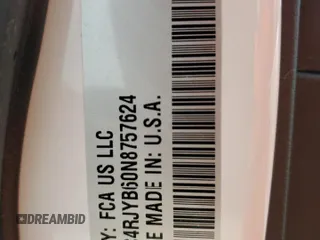 Y: FCA US LLC
4RJYB60N8757624
E MADE IN: U.S.A.
DREAMBID